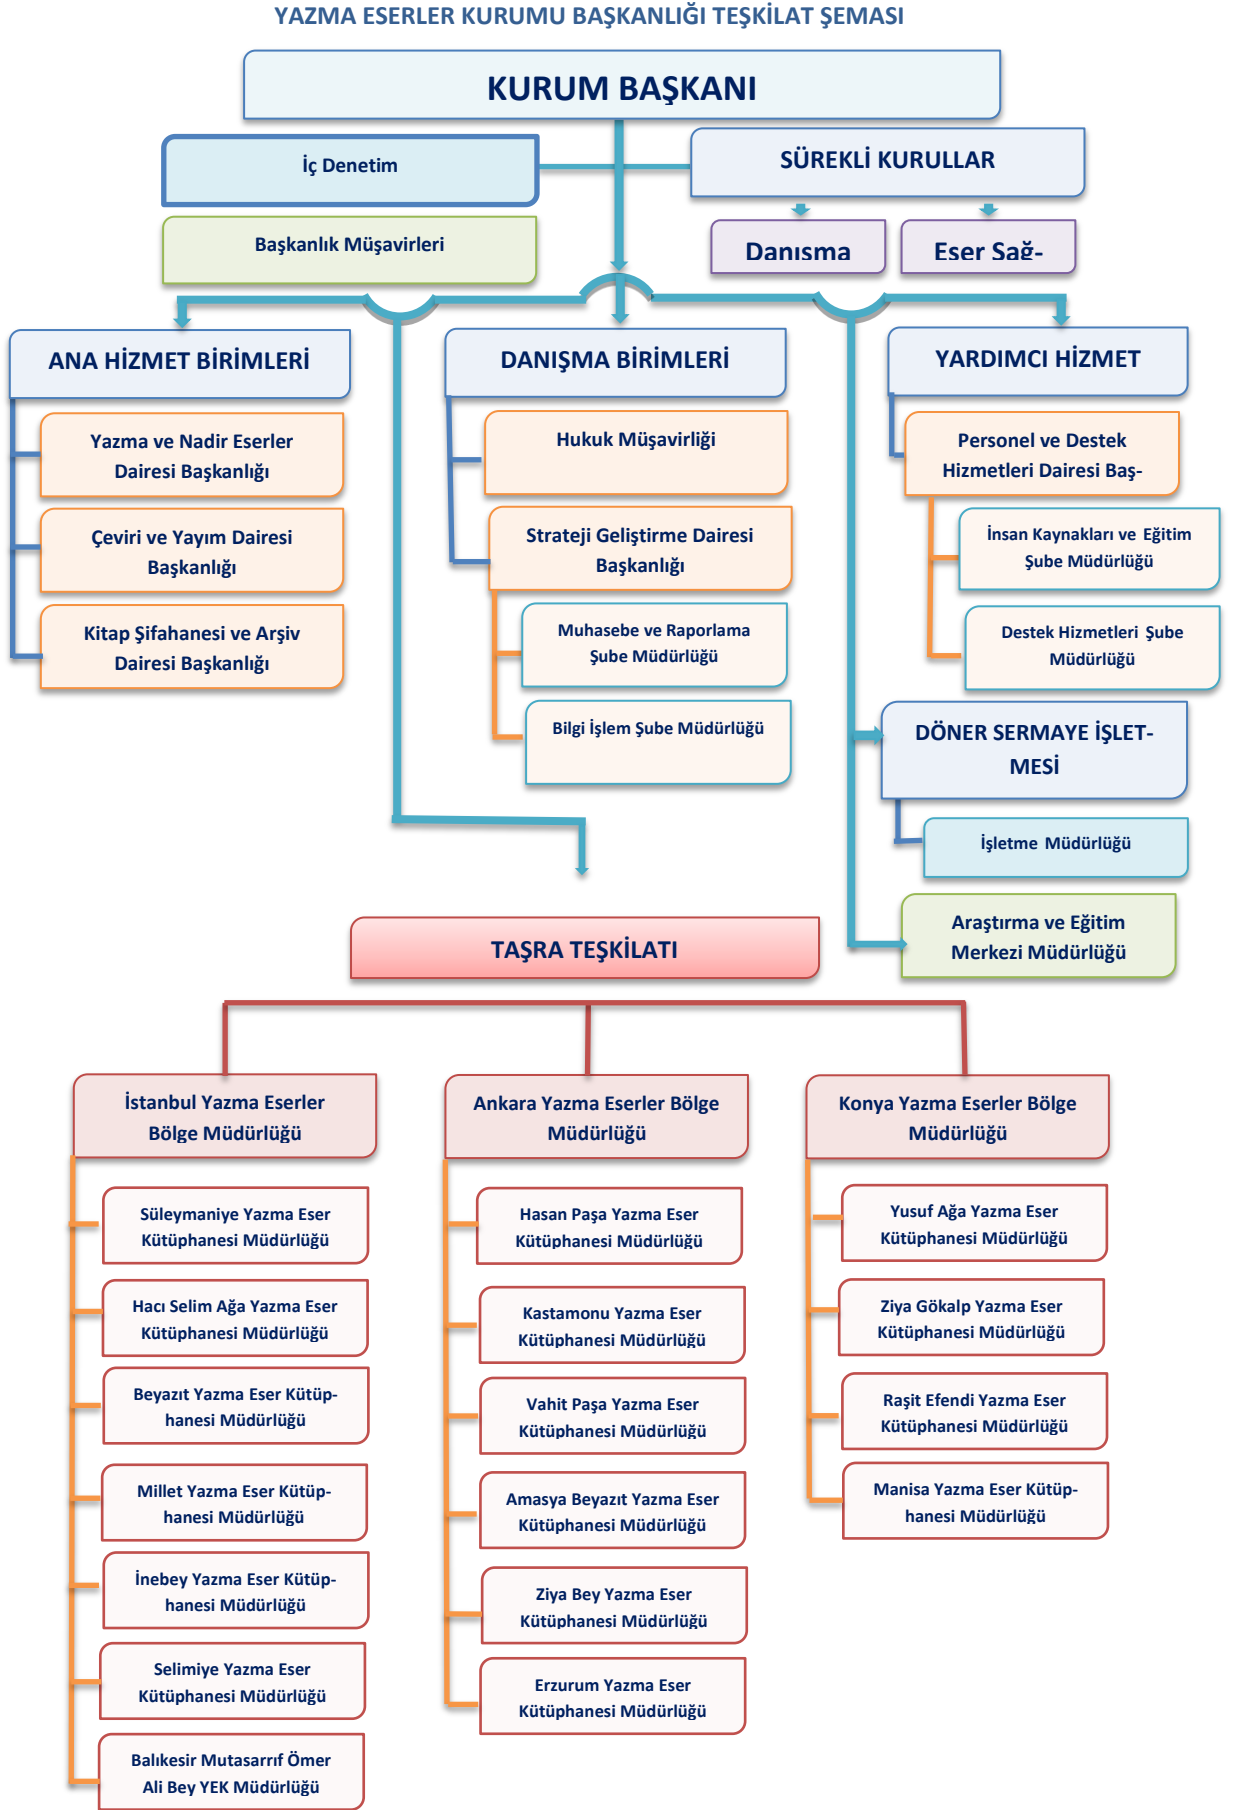 YAZMA ESERLER KURUMU BAŞKANLIĞI TEŞKİLAT ŞEMASI
KURUM BAŞKANI
İç Denetim
SÜREKLİ KURULLAR
Başkanlık Müşavirleri
Danışma
Eser Sağ-
ANA HİZMET BİRİMLERİ
Yazma ve Nadir Eserler
Dairesi Başkanlığı
Çeviri ve Yayım Dairesi
Başkanlığı
Kitap Şifahanesi ve Arşiv
Dairesi Başkanlığı
DANIŞMA BİRİMLERİ
Hukuk Müşavirliği
Strateji Geliştirme Dairesi
Başkanlığı
Muhasebe ve Raporlama
Şube Müdürlüğü
Bilgi İşlem Şube Müdürlüğü
YARDIMCI HİZMET
Personel ve Destek
Hizmetleri Dairesi Baş-
İnsan Kaynakları ve Eğitim
Şube Müdürlüğü
Destek Hizmetleri Şube
Müdürlüğü
DÖNER SERMAYE İŞLET-
MESİ
İşletme Müdürlüğü
Araştırma ve Eğitim
Merkezi Müdürlüğü
TAŞRA TEŞKİLATI
İstanbul Yazma Eserler
Bölge Müdürlüğü
Süleymaniye Yazma Eser
Kütüphanesi Müdürlüğü
Hacı Selim Ağa Yazma Eser
Kütüphanesi Müdürlüğü
Beyazıt Yazma Eser Kütüp-
hanesi Müdürlüğü
Millet Yazma Eser Kütüp-
hanesi Müdürlüğü
İnebey Yazma Eser Kütüp-
hanesi Müdürlüğü
Selimiye Yazma Eser
Kütüphanesi Müdürlüğü
Balıkesir Mutasarrıf Ömer
Ali Bey YEK Müdürlüğü
Ankara Yazma Eserler Bölge
Müdürlüğü
Hasan Paşa Yazma Eser
Kütüphanesi Müdürlüğü
Kastamonu Yazma Eser
Kütüphanesi Müdürlüğü
Vahit Paşa Yazma Eser
Kütüphanesi Müdürlüğü
Amasya Beyazıt Yazma Eser
Kütüphanesi Müdürlüğü
Ziya Bey Yazma Eser
Kütüphanesi Müdürlüğü
Erzurum Yazma Eser
Kütüphanesi Müdürlüğü
Konya Yazma Eserler Bölge
Müdürlüğü
Yusuf Ağa Yazma Eser
Kütüphanesi Müdürlüğü
Ziya Gökalp Yazma Eser
Kütüphanesi Müdürlüğü
Raşit Efendi Yazma Eser
Kütüphanesi Müdürlüğü
Manisa Yazma Eser Kütüp-
hanesi Müdürlüğü